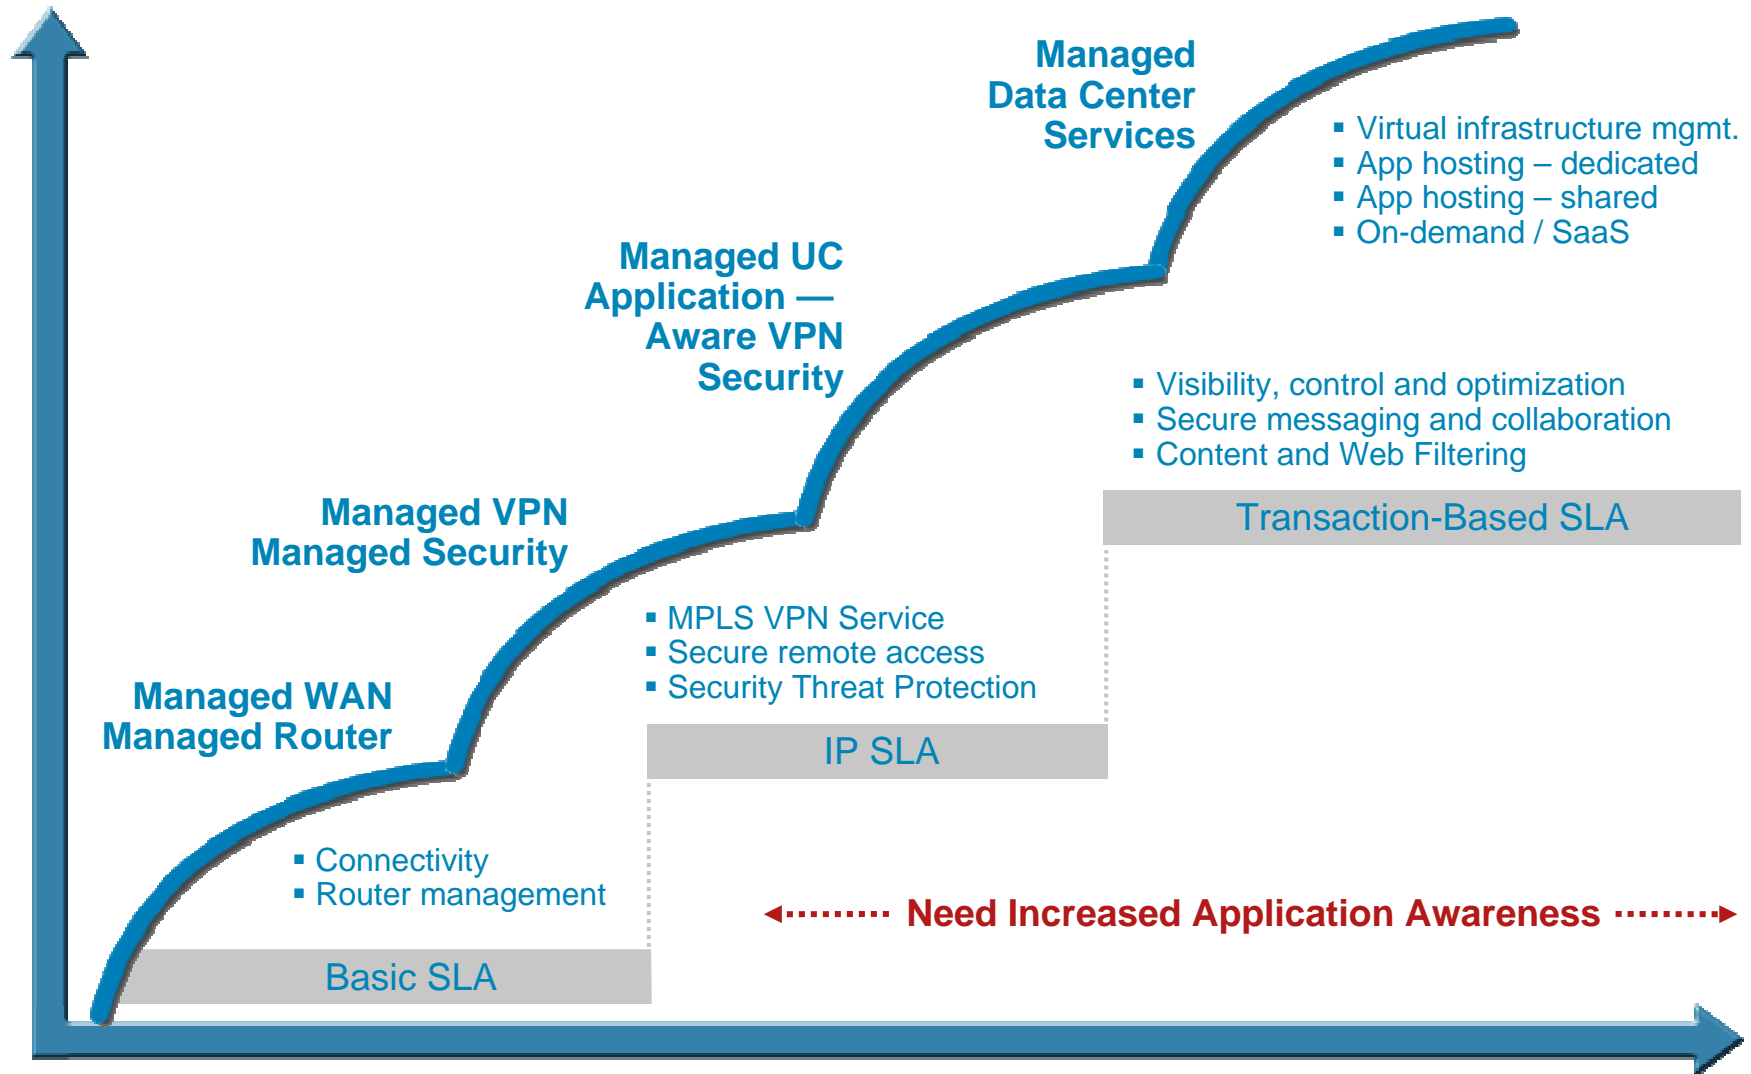 Managed
Data Center
Services
▪ Virtual infrastructure mgmt.
▪ App hosting – dedicated
▪ App hosting – shared
▪ On-demand / SaaS
Managed UC
Application —
Aware VPN
Security
▪ Visibility, control and optimization
▪ Secure messaging and collaboration
▪ Content and Web Filtering
Transaction-Based SLA
Managed VPN
Managed Security
▪ MPLS VPN Service
▪ Secure remote access
▪ Security Threat Protection
IP SLA
Managed WAN
Managed Router
▪ Connectivity
▪ Router management
Need Increased Application Awareness
Basic SLA